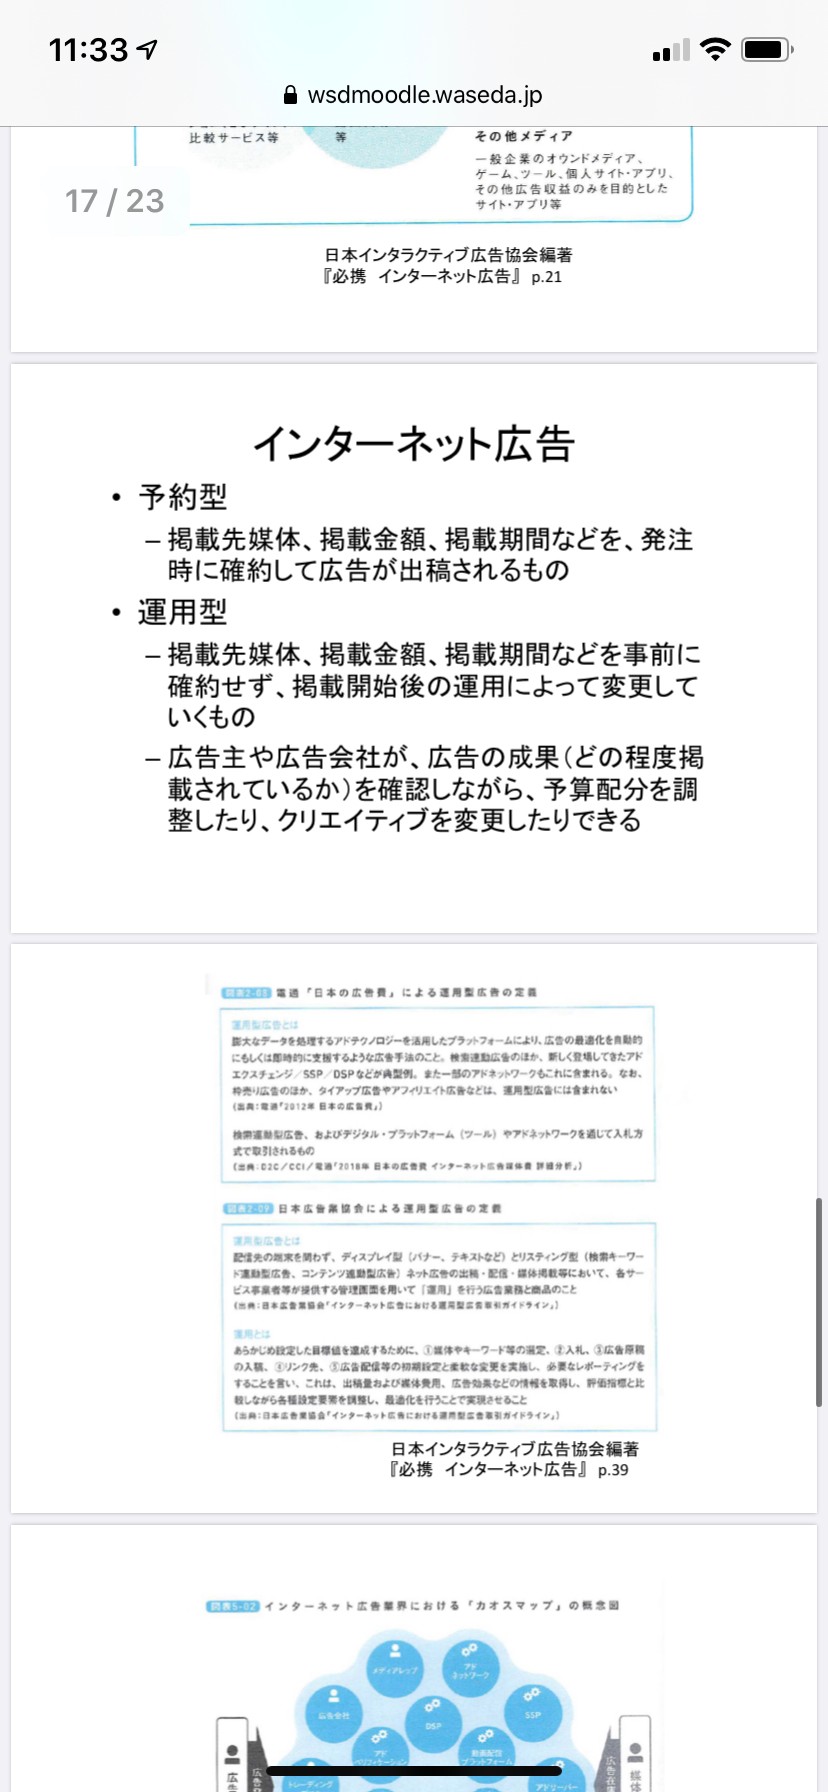 11:33
wsdmoodle.waseda.jp
比較サービス等
等
その他メディア
一般企業のオウンドメディア、
ゲーム、ツール、個人サイト・アプリ、
その他広告収益のみを目的とした
サイト・アプリ等
17 / 23
日本インタラクティブ広告協会編著
『必携 インターネット広告』 p.21
インターネット広告
• 予約型
– 掲載先媒体、掲載金額、掲載期間などを、発注
時に確約して広告が出稿されるもの
• 運用型
– 掲載先媒体、掲載金額、掲載期間などを事前に
確約せず、掲載開始後の運用によって変更して
いくもの
– 広告主や広告会社が、広告の成果(どの程度掲
載されているか)を確認しながら、予算配分を調
整したり、クリエイティブを変更したりできる
図表2-08 電通「日本の広告費」による運用型広告の定義
運用型広告とは
膨大なデータを処理するアドテクノロジーを活用したプラットフォームにより、広告の最適化を自動的
にもしくは即時的に支援するような広告手法のこと。検索連動広告のほか、新しく登場してきたアド
エクスチェンジ/SSP/DSPなどが典型例。また一部のアドネットワークもこれに含まれる。なお、
枠売り広告のほか、タイアップ広告やアフィリエイト広告などは、運用型広告には含まれない
(出典:電通「2012年 日本の広告費」)
検索連動型広告、およびデジタル・プラットフォーム(ツール)やアドネットワークを通じて入札方
式で取引されるもの
(出典:D2C/CCI/電通「2018年 日本の広告費 インターネット広告媒体費 詳細分析」)
図表2-09 日本広告業協会による運用型広告の定義
運用型広告とは
配信先の端末を問わず、ディスプレイ型(バナー、テキストなど)とリスティング型(検索キーワー
ド連動型広告、コンテンツ連動型広告)ネット広告の出稿・配信・媒体掲載等において、各サー
ビス事業者等が提供する管理画面を用いて「運用」を行う広告業務と商品のこと
(出典:日本広告業協会「インターネット広告における運用型広告取引ガイドライン」)
運用とは
あらかじめ設定した目標値を達成するために、①媒体やキーワード等の選定、②入札、③広告原稿
の入稿、④リンク先、⑤広告配信等の初期設定と柔軟な変更を実施し、必要なレポーティングを
することを言い、これは、出稿量および媒体費用、広告効果などの情報を取得し、評価指標と比
較しながら各種設定要素を調整し、最適化を行うことで実現させること
(出典:日本広告業協会「インターネット広告における運用型広告取引ガイドライン」)
日本インタラクティブ広告協会編著
『必携 インターネット広告』 p.39
図表5-02 インターネット広告業界における「カオスマップ」の概念図
メディアレップ
アド
ネットワーク
広告会社
DSP
SSP
アド
ベリフィケーション
動画配信
プラットフォーム
トレーディング
アドサーバー
広告
媒体